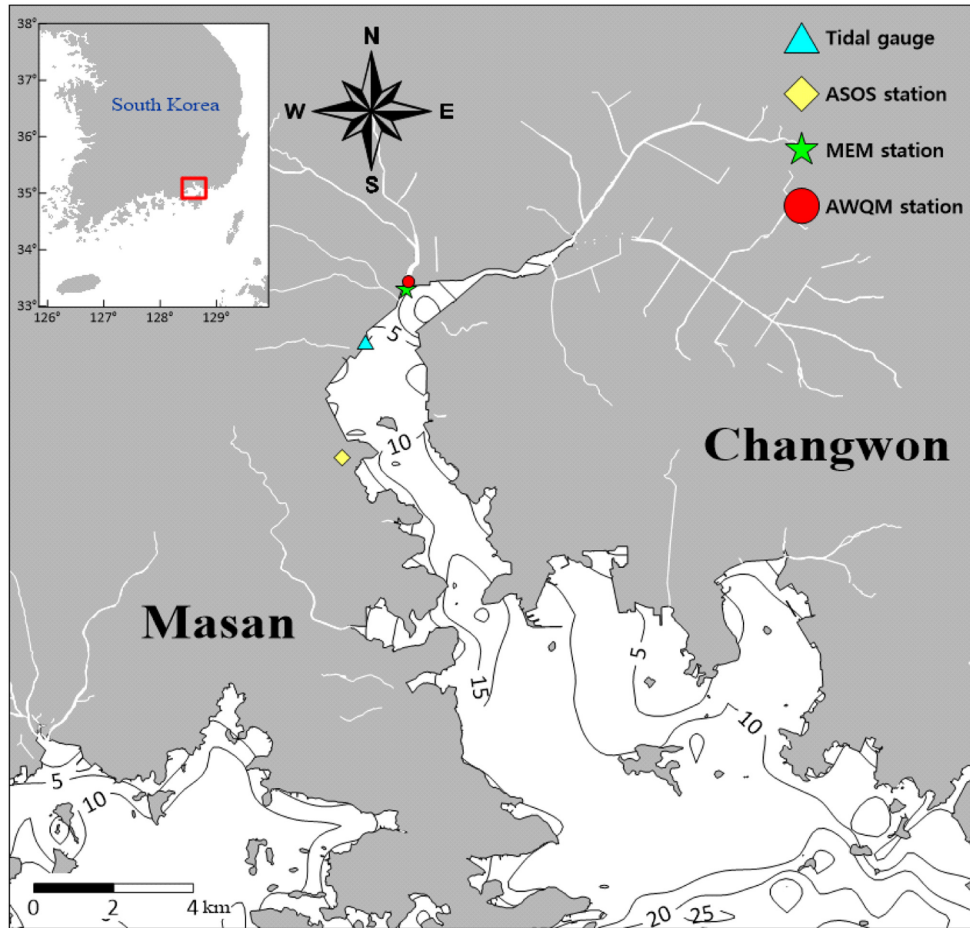 38°
37°
36°
35°
34°
33°
126°
127°
128°
129°
South Korea
N
W
E
S
Tidal gauge
ASOS station
MEM station
AWQM station
5
10
Changwon
Masan
5
15
10
5
10
20
25
0
2
4 km